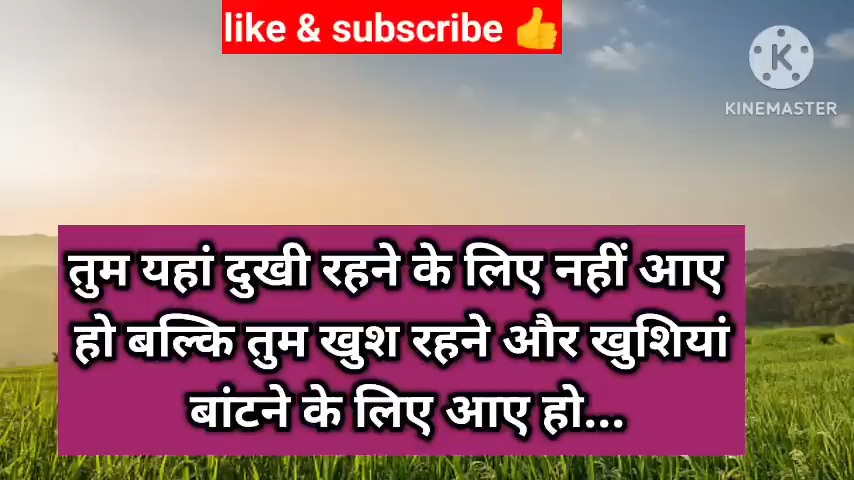 like & subscribe 👍
KINEMASTER
तुम यहां दुखी रहने के लिए नहीं आए
हो बल्कि तुम खुश रहने और खुशियां
बांटने के लिए आए हो...